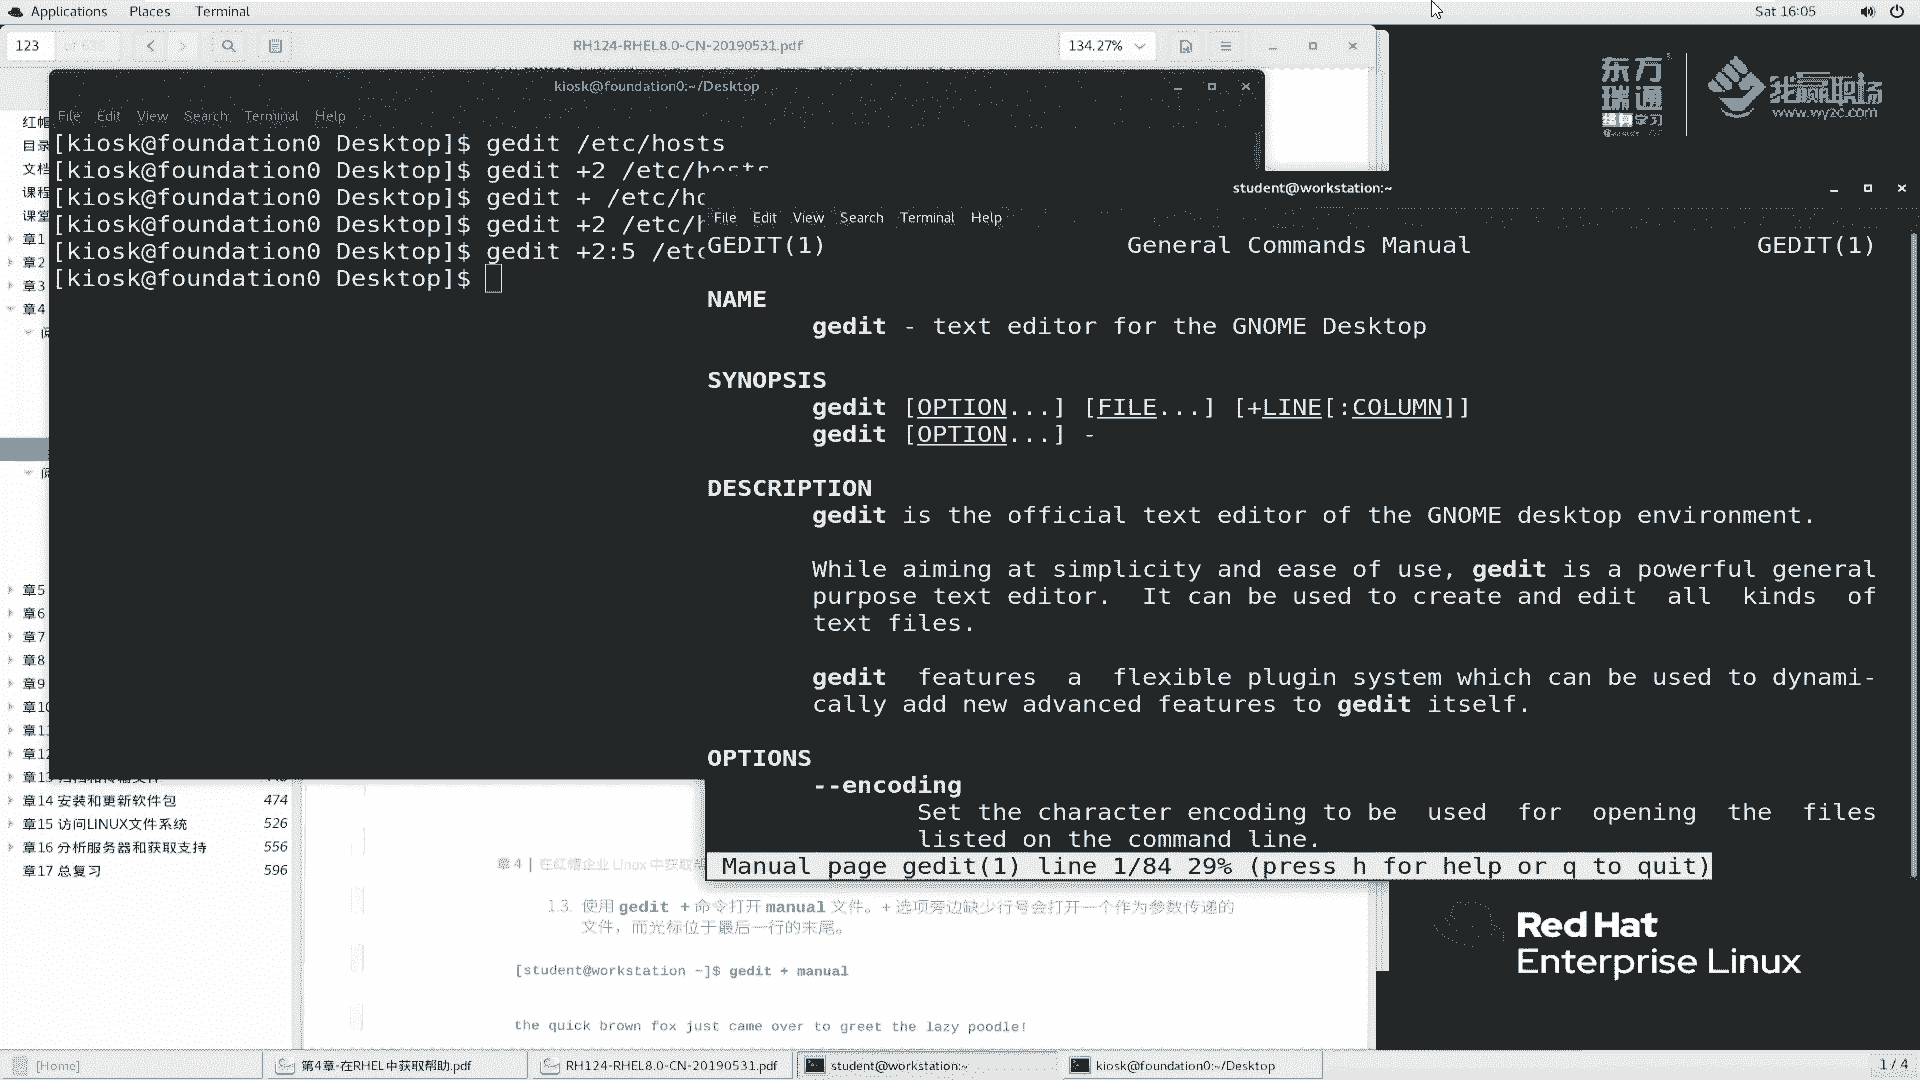 Applications Places Terminal Sat 16:05
123 of RH124-RHEL8.0-CN-20190531.pdf 134.27%
东方瑞通
终身学习
我赢职场
www.wyzc.com
kiosk@foundation0:~/Desktop
File Edit View Search Terminal Help
[kiosk@foundation0 Desktop]$ gedit /etc/hosts
[kiosk@foundation0 Desktop]$ gedit +2 /etc/hosts
[kiosk@foundation0 Desktop]$ gedit + /etc/ho
[kiosk@foundation0 Desktop]$ gedit +2 /etc/h
[kiosk@foundation0 Desktop]$ gedit +2:5 /etc
[kiosk@foundation0 Desktop]$
student@workstation:~
File Edit View Search Terminal Help
GEDIT(1) General Commands Manual GEDIT(1)
NAME
gedit - text editor for the GNOME Desktop
SYNOPSIS
gedit [OPTION...] [FILE...] [+LINE[:COLUMN]]
gedit [OPTION...] -
DESCRIPTION
gedit is the official text editor of the GNOME desktop environment.
While aiming at simplicity and ease of use, gedit is a powerful general
purpose text editor. It can be used to create and edit all kinds of
text files.
gedit features a flexible plugin system which can be used to dynami-
cally add new advanced features to gedit itself.
OPTIONS
--encoding
Set the character encoding to be used for opening the files
listed on the command line.
Manual page gedit(1) line 1/84 29% (press h for help or q to quit)
红帽
目录
文档
课程
课堂
章1
章2
章3
章4
章5
章6
章7
章8
章9
章10
章11
章12
章13 归档和传输文件
章14 安装和更新软件包 474
章15 访问LINUX文件系统 526
章16 分析服务器和获取支持 556
章17 总复习 596
章 4 | 在红帽企业 Linux 中获取帮
1.3. 使用 gedit + 命令打开 manual 文件。+ 选项旁边缺少行号会打开一个作为参数传递的
文件，而光标位于最后一行的末尾。
[student@workstation ~]$ gedit + manual
the quick brown fox just came over to greet the lazy poodle!
Red Hat
Enterprise Linux
[Home] 第4章-在RHEL中获取帮助.pdf RH124-RHEL8.0-CN-20190531.pdf student@workstation:~ kiosk@foundation0:~/Desktop 1 / 4